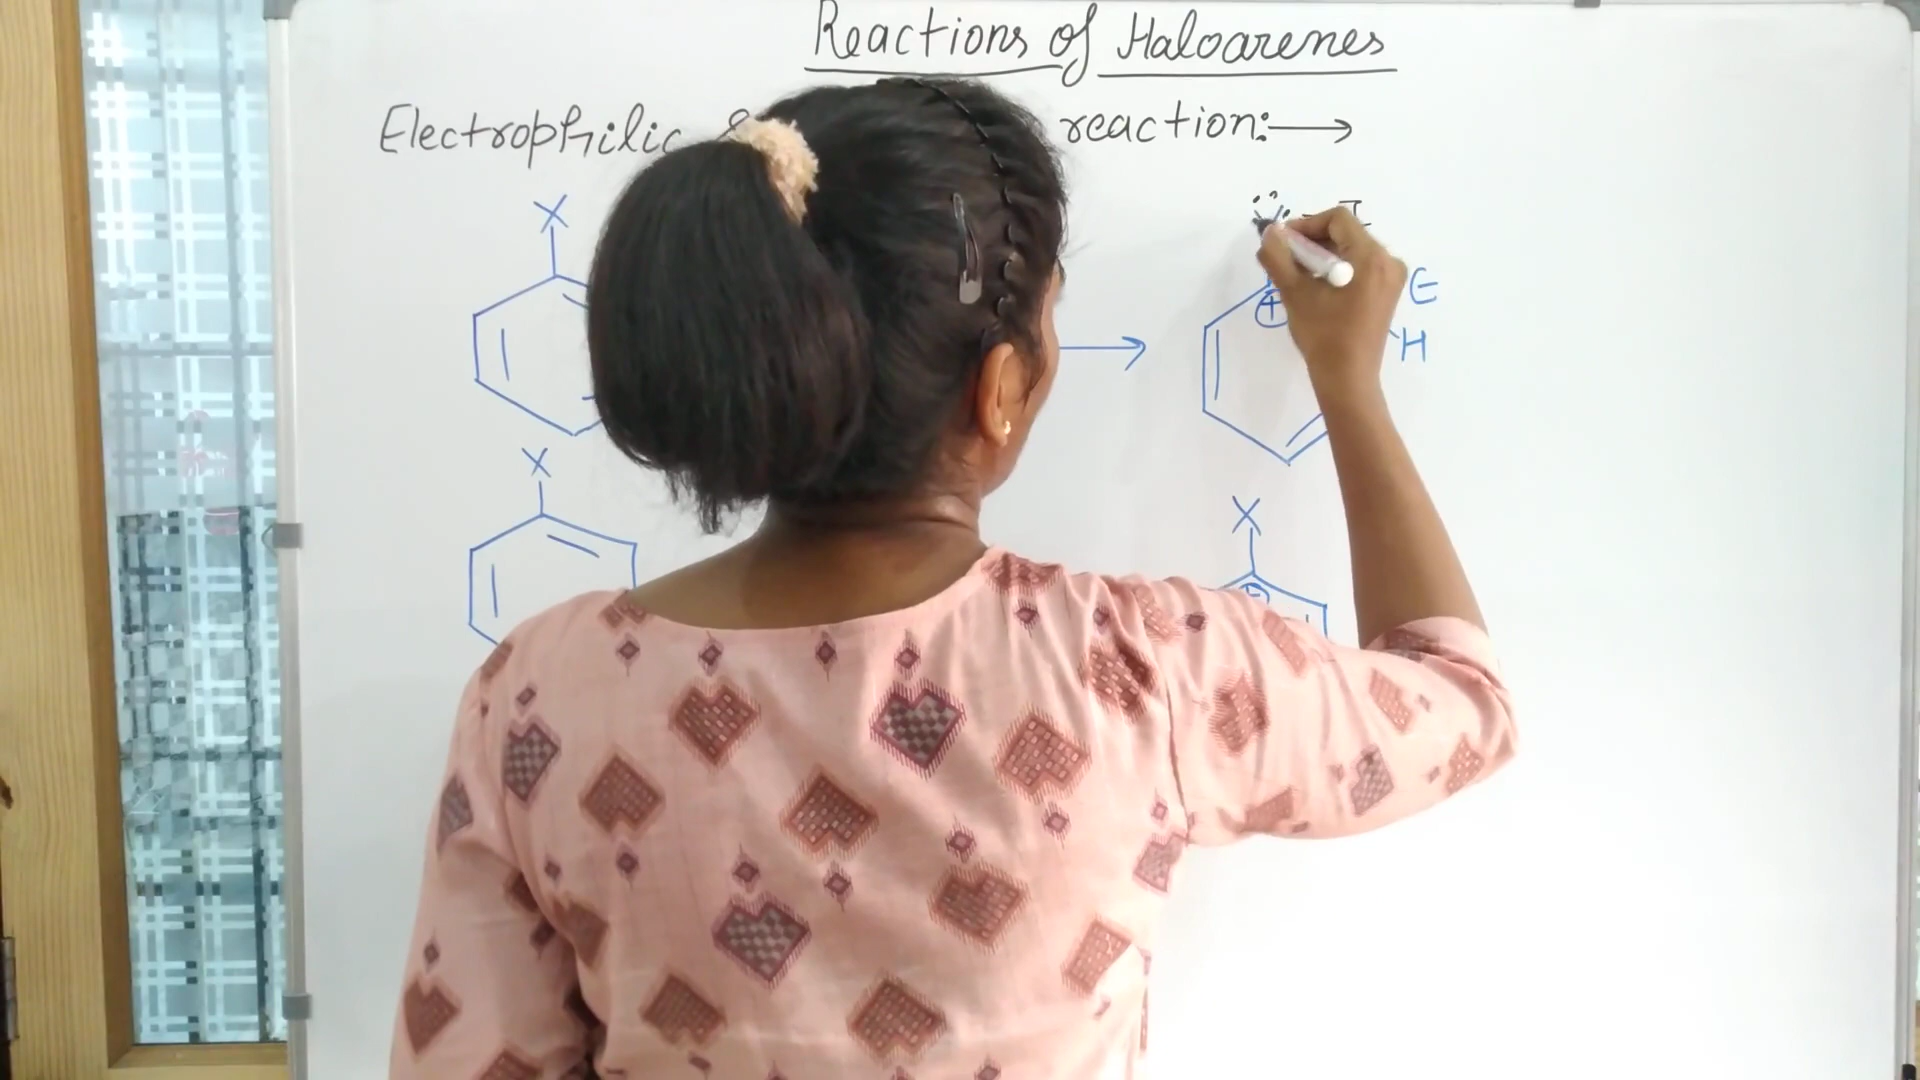 Reactions of Haloarenes
Electrophilic reaction:→
X
E
H
X
X